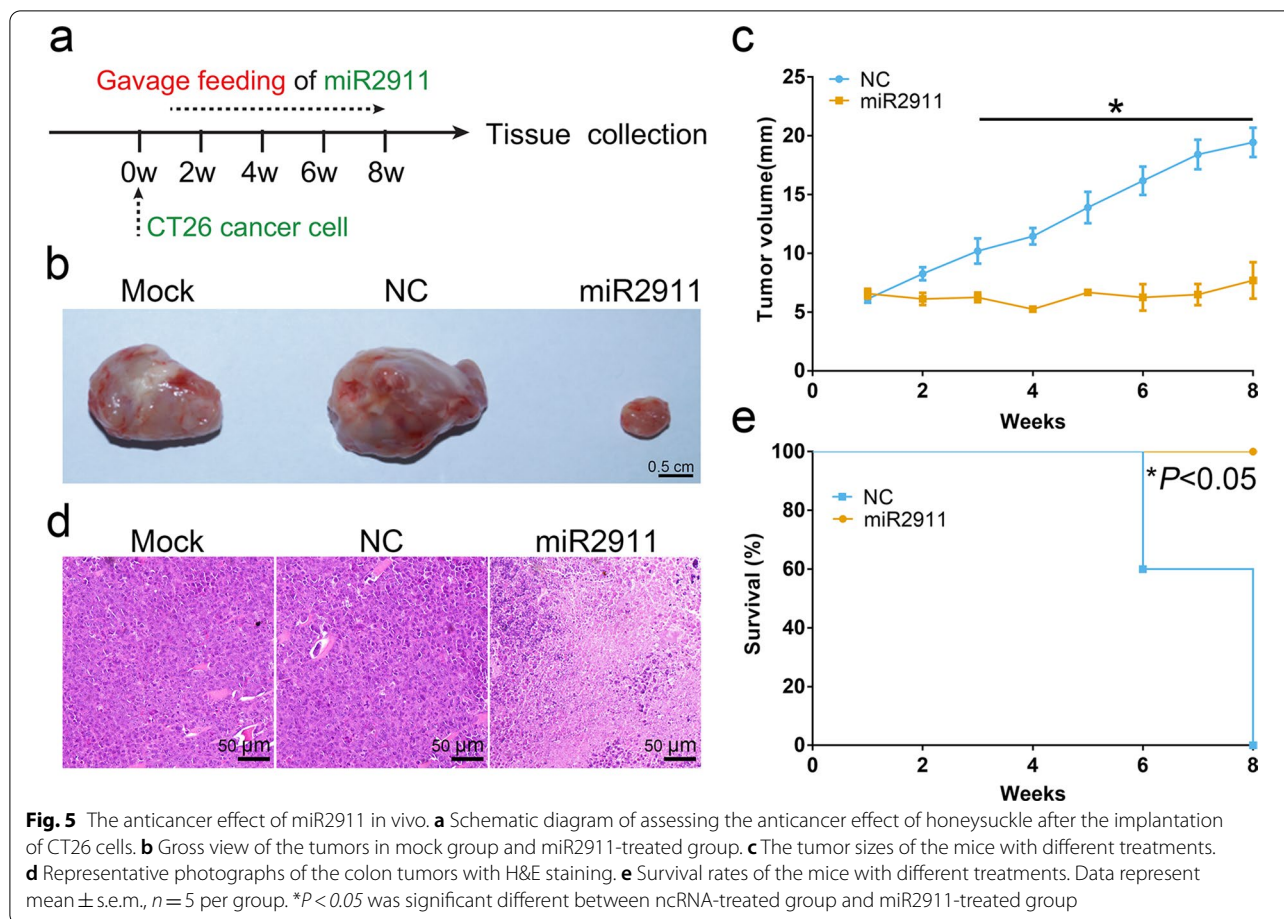 a
Gavage feeding of miR2911
Tissue collection
0w 2w 4w 6w 8w
CT26 cancer cell
b
Mock NC miR2911
0.5 cm
d
Mock NC miR2911
50 μm 50 μm 50 μm
c
NC
miR2911
*
Tumor volume(mm)
25
20
15
10
5
0
0 2 4 6 8
Weeks
e
*P<0.05
NC
miR2911
Survival (%)
100
80
60
40
20
0
0 2 4 6 8
Weeks
Fig. 5 The anticancer effect of miR2911 in vivo. a Schematic diagram of assessing the anticancer effect of honeysuckle after the implantation
of CT26 cells. b Gross view of the tumors in mock group and miR2911-treated group. c The tumor sizes of the mice with different treatments.
d Representative photographs of the colon tumors with H&E staining. e Survival rates of the mice with different treatments. Data represent
mean ± s.e.m., n = 5 per group. *P < 0.05 was significant different between ncRNA-treated group and miR2911-treated group